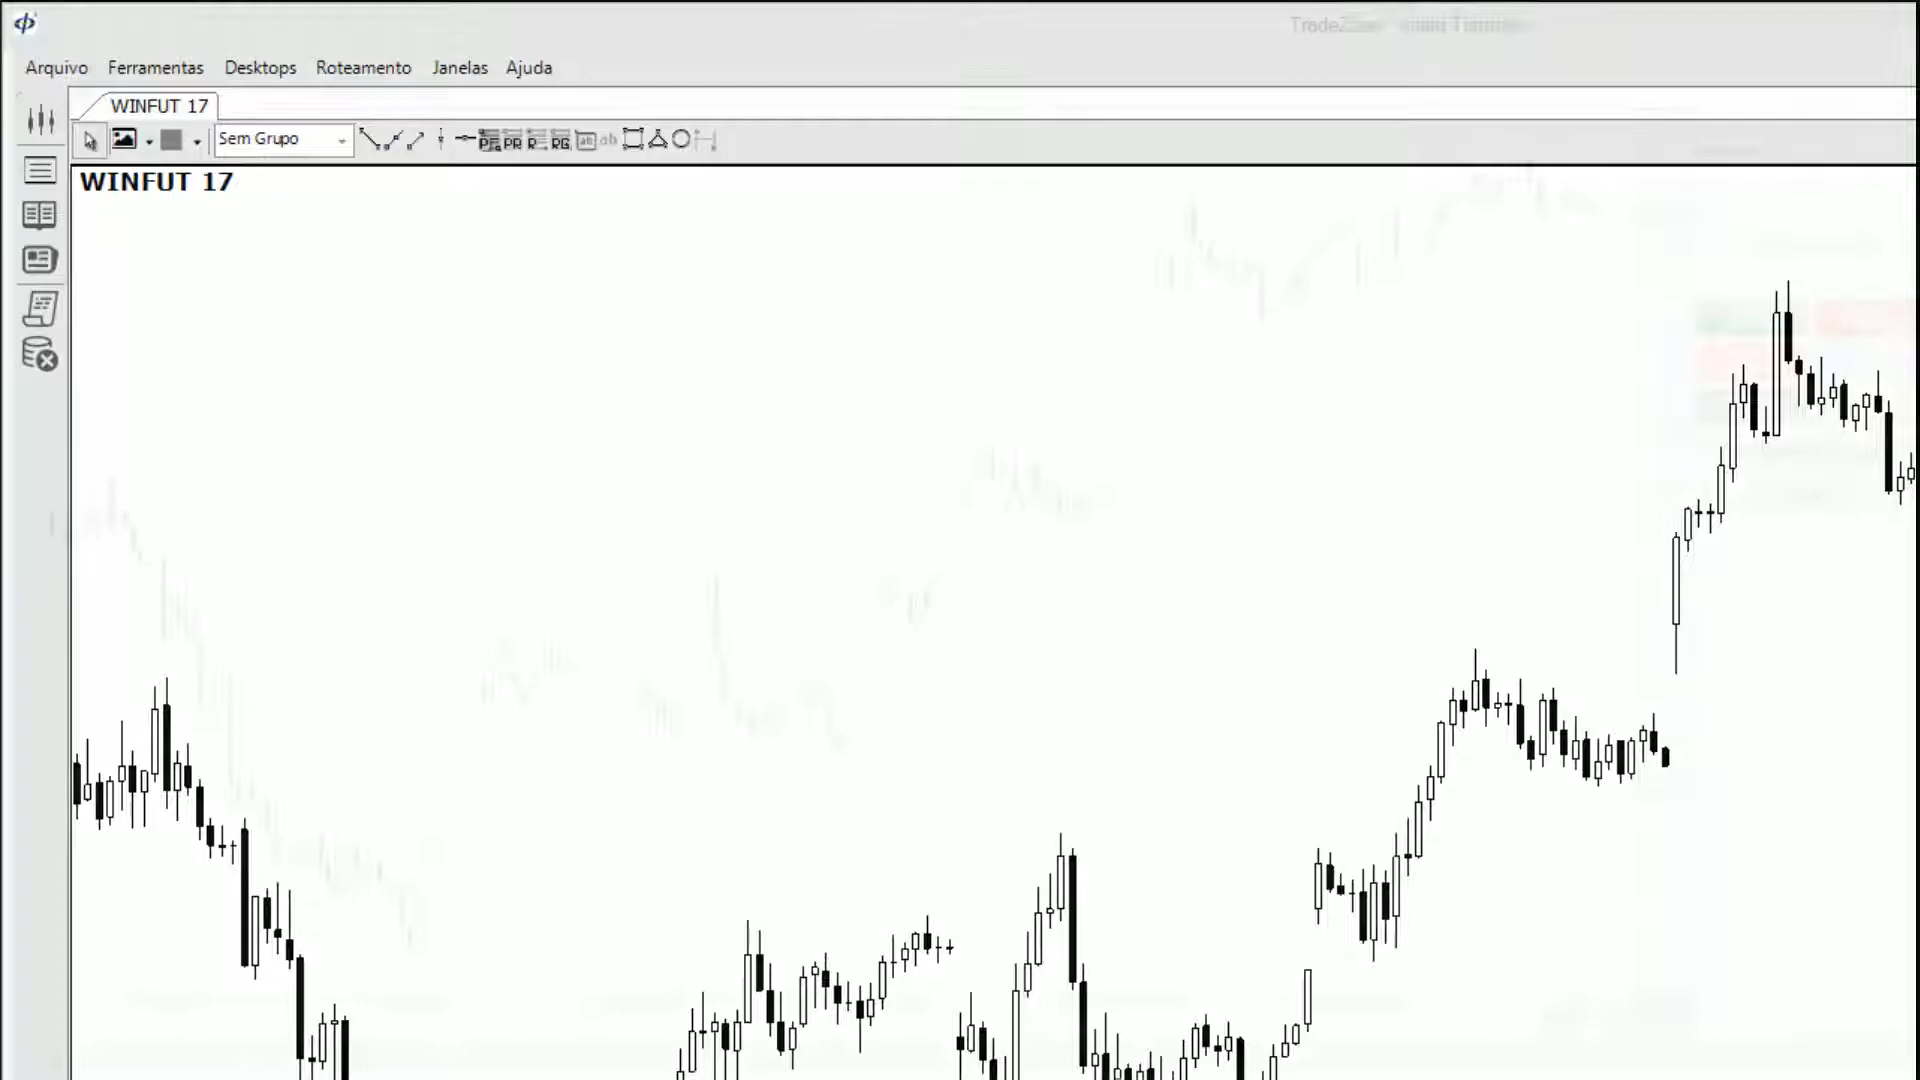 Arquivo Ferramentas Desktops Roteamento Janelas Ajuda
WINFUT 17
Sem Grupo
WINFUT 17